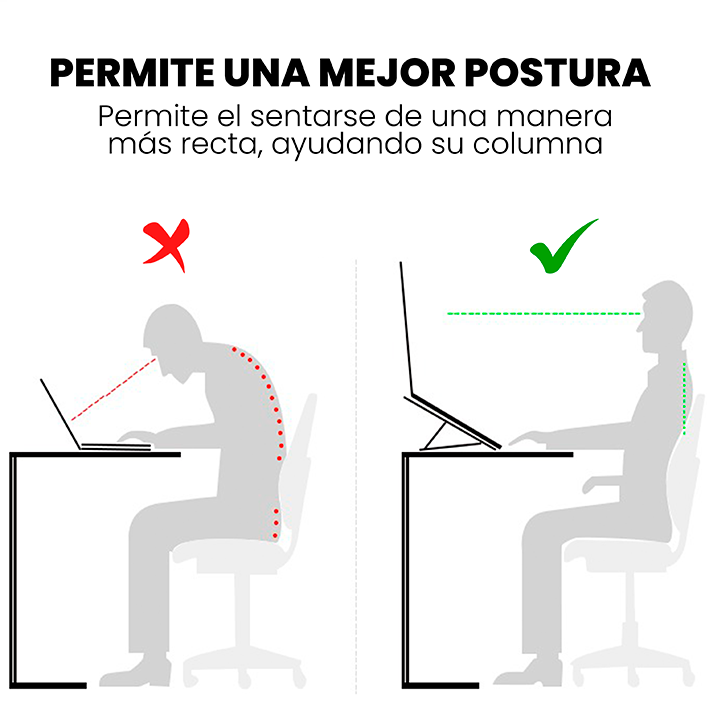 PERMITE UNA MEJOR POSTURA
Permite el sentarse de una manera
más recta, ayudando su columna